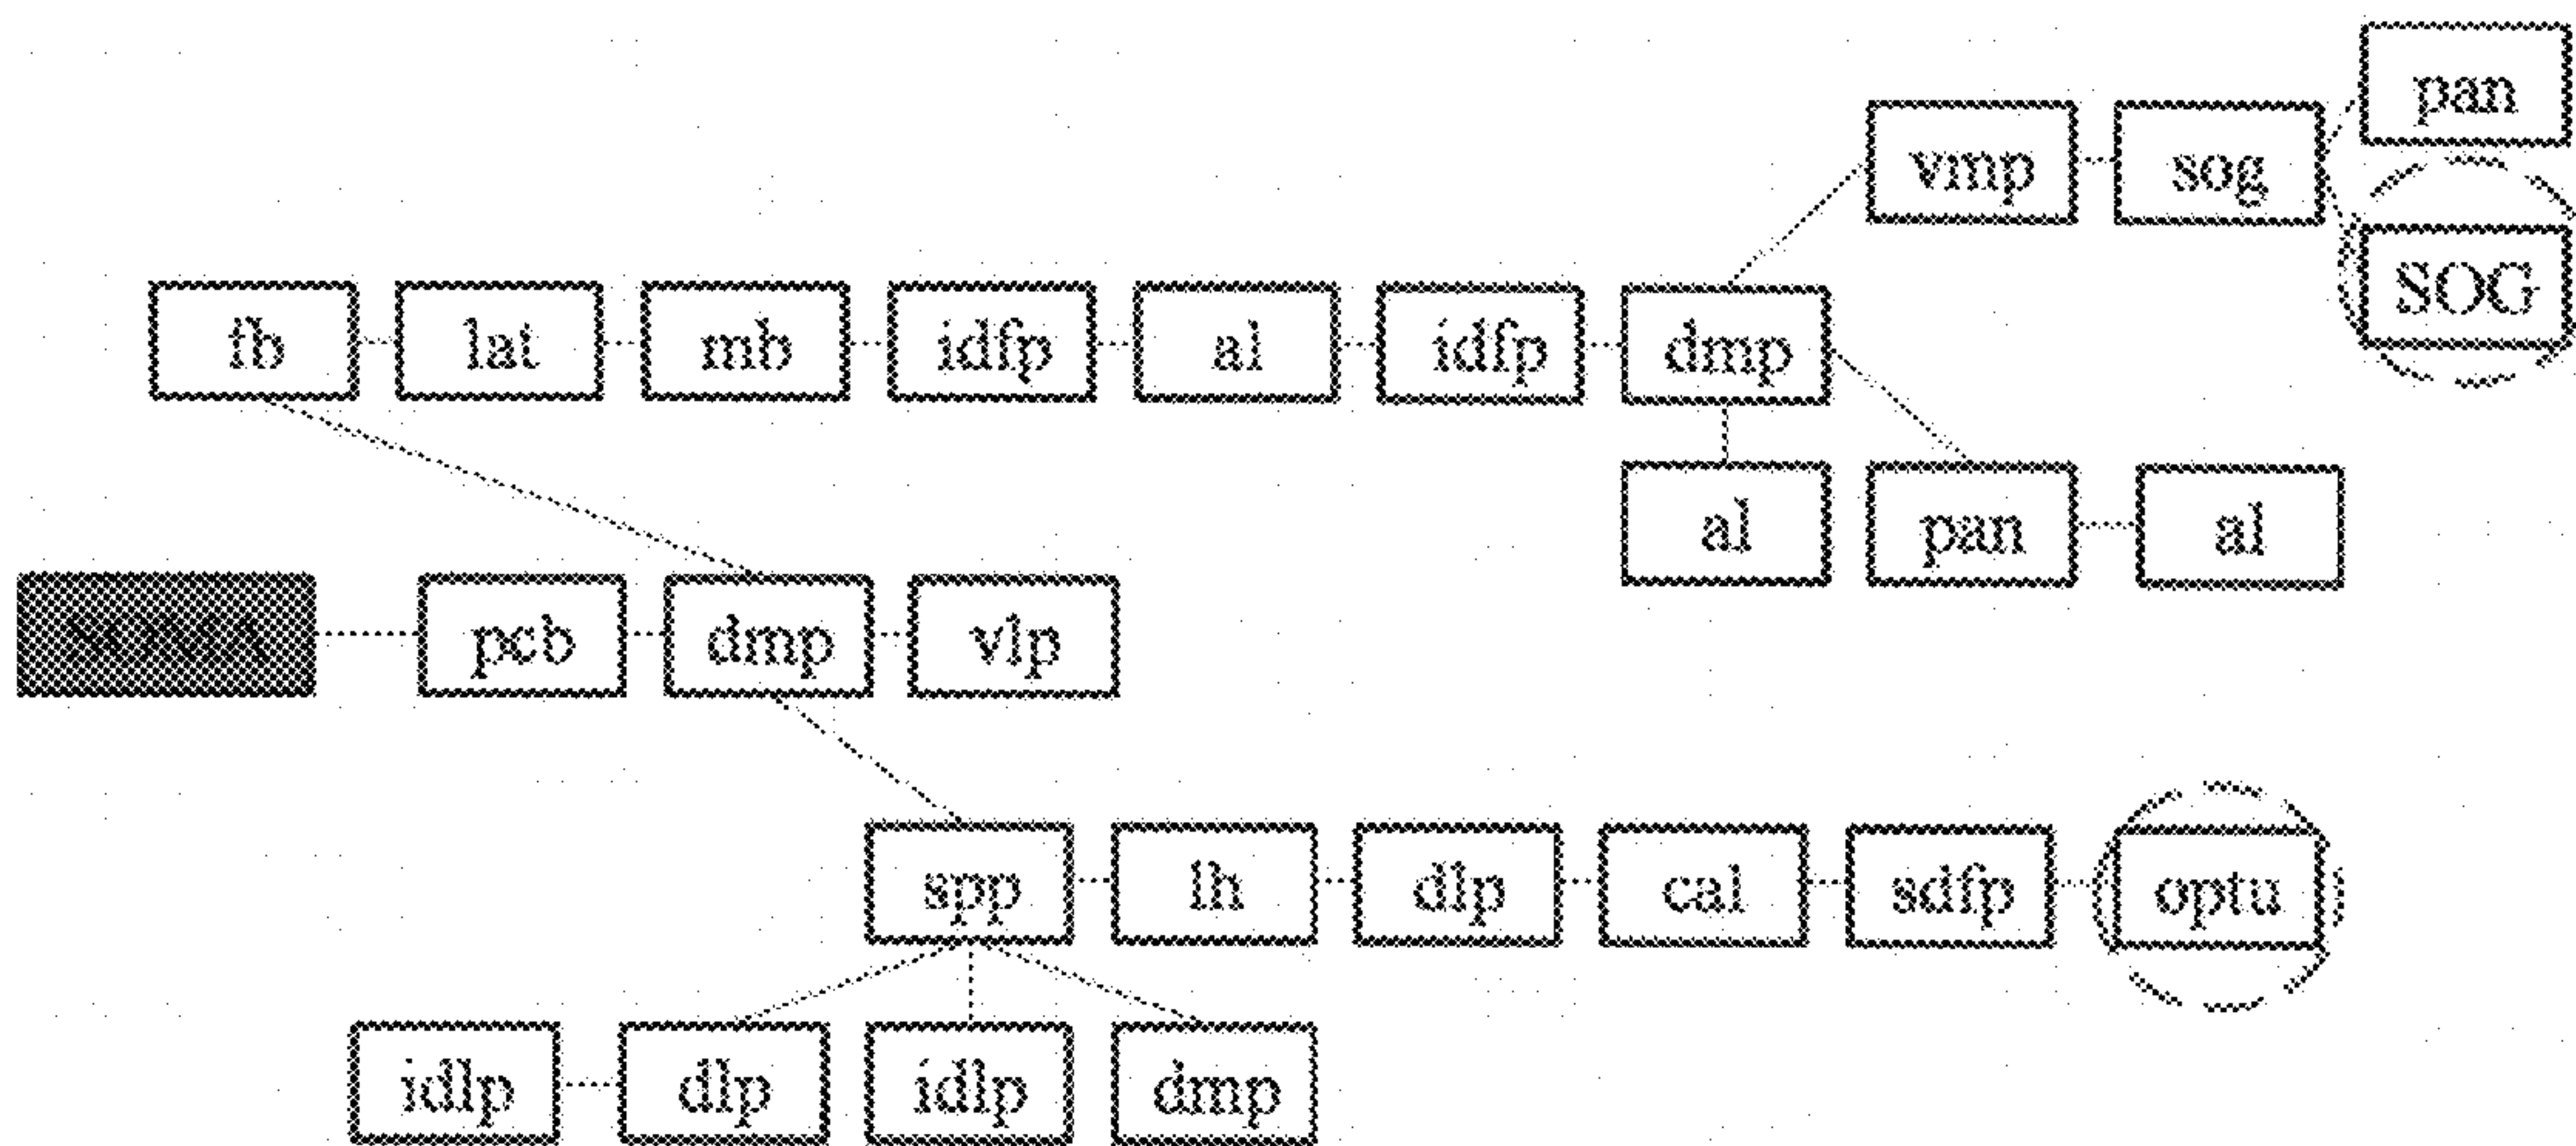 pan
vmp sog
SOG
fb lat mb idfp al idfp dmp
al pan al
pcb dmp vlp
spp lh dlp cal sdfp optu
idlp dlp idlp dmp